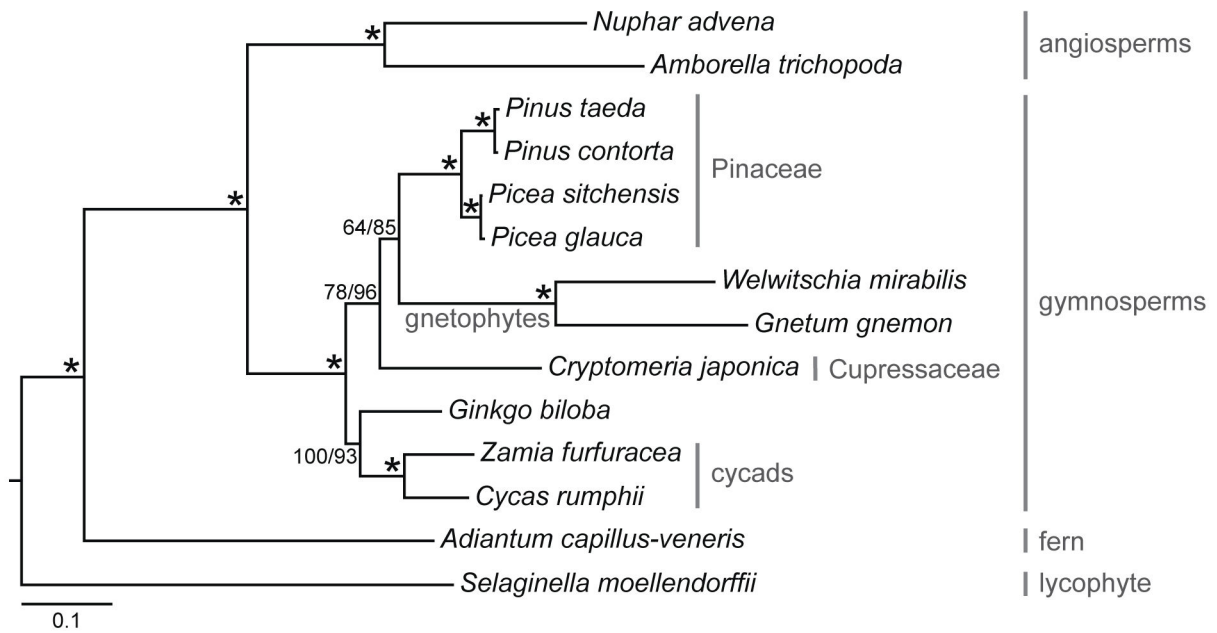 Nuphar advena
angiosperms
Amborella trichopoda
Pinus taeda
Pinus contorta
Pinaceae
Picea sitchensis
64/85
Picea glauca
Welwitschia mirabilis
78/96
gymnosperms
gnetophytes
Gnetum gnemon
Cryptomeria japonica
Cupressaceae
Ginkgo biloba
100/93
Zamia furfuracea
cycads
Cycas rumphii
Adiantum capillus-veneris
fern
Selaginella moellendorffii
lycophyte
0.1